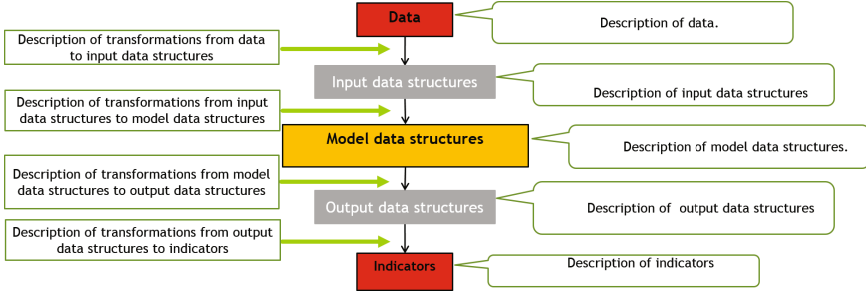 Data
Description of data.
Description of transformations from data
to input data structures
Input data structures
Description of input data structures
Description of transformations from input
data structures to model data structures
Model data structures
Description of model data structures.
Description of transformations from model
data structures to output data structures
Output data structures
Description of  output data structures
Description of transformations from output
data structures to indicators
Indicators
Description of indicators